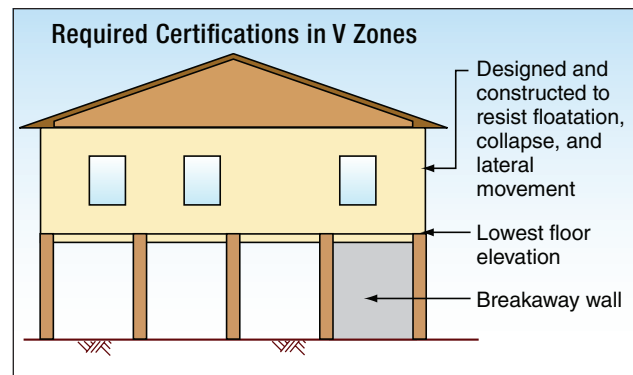 Required Certifications in V Zones
Designed and
constructed to
resist floatation,
collapse, and
lateral
movement
Lowest floor
elevation
Breakaway wall